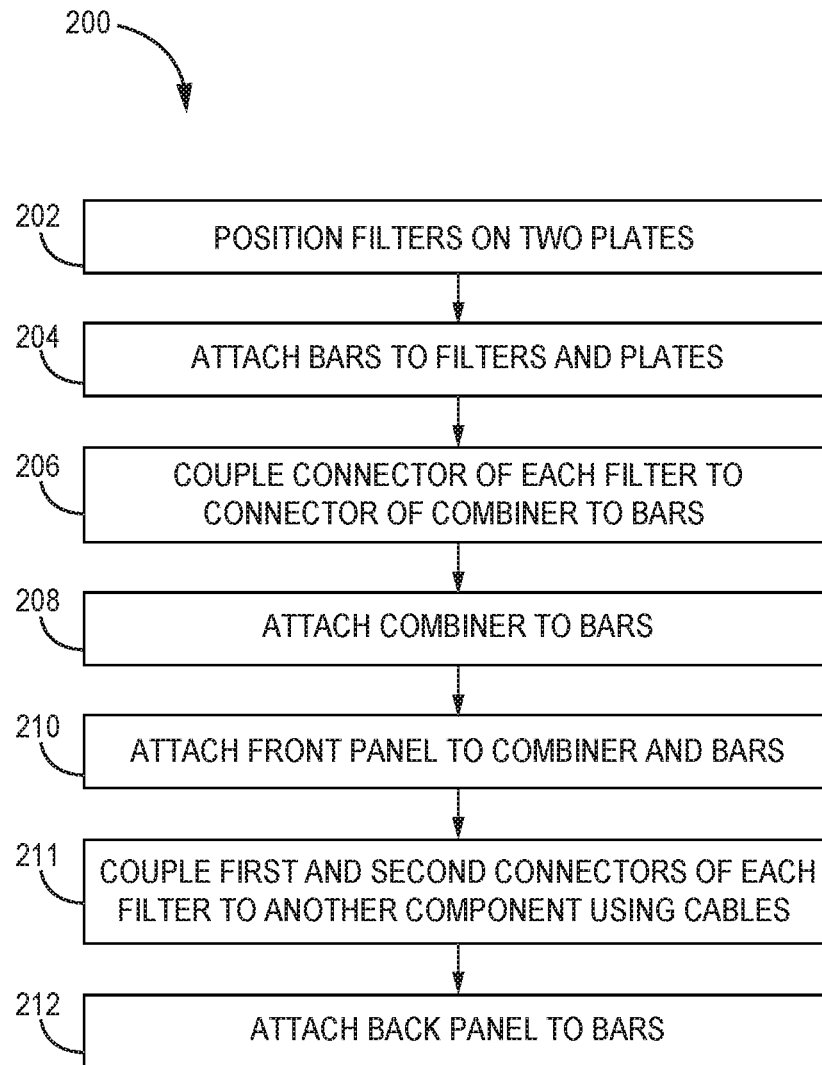 200
202
POSITION FILTERS ON TWO PLATES
204
ATTACH BARS TO FILTERS AND PLATES
206
COUPLE CONNECTOR OF EACH FILTER TO
CONNECTOR OF COMBINER TO BARS
208
ATTACH COMBINER TO BARS
210
ATTACH FRONT PANEL TO COMBINER AND BARS
211
COUPLE FIRST AND SECOND CONNECTORS OF EACH
FILTER TO ANOTHER COMPONENT USING CABLES
212
ATTACH BACK PANEL TO BARS